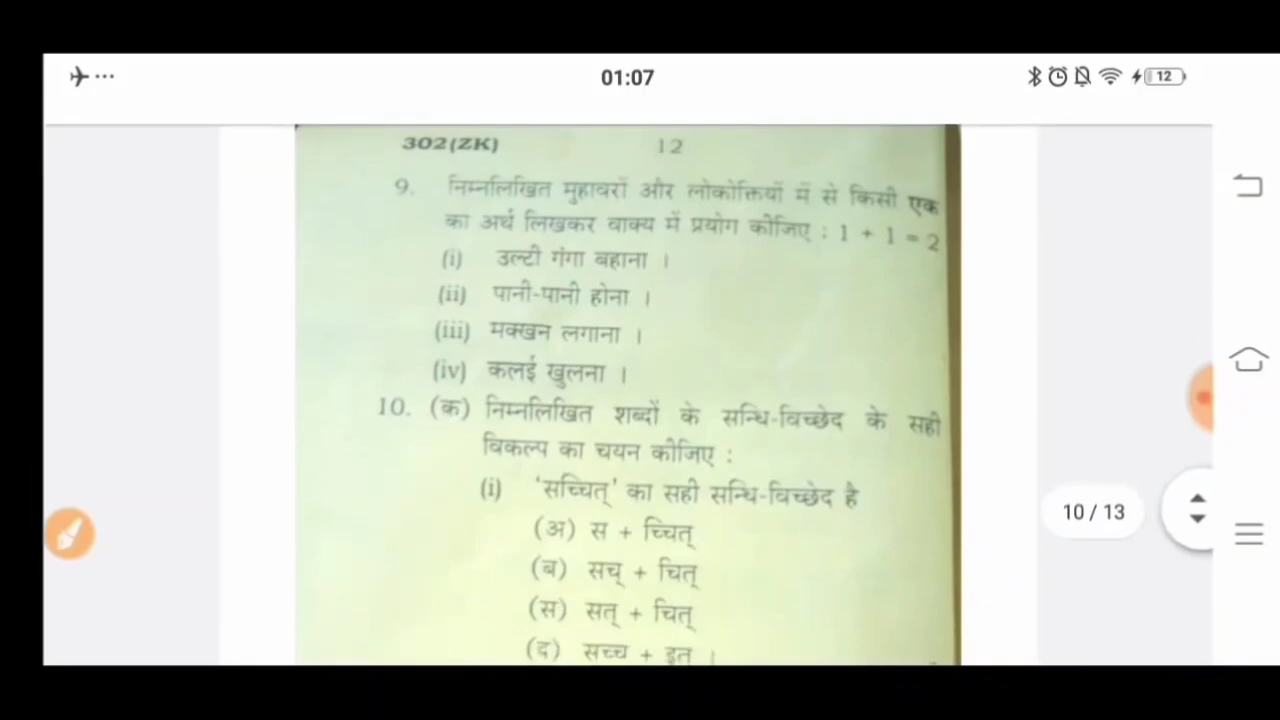 01:07
12
302(ZK) 12
9. निम्नलिखित मुहावरों और लोकोक्तियों में से किसी एक
का अर्थ लिखकर वाक्य में प्रयोग कीजिए : 1 + 1 = 2
(i) उल्टी गंगा बहाना ।
(ii) पानी-पानी होना ।
(iii) मक्खन लगाना ।
(iv) कलई खुलना ।
10. (क) निम्नलिखित शब्दों के सन्धि-विच्छेद के सही
विकल्प का चयन कीजिए :
(i) 'सच्चित्' का सही सन्धि-विच्छेद है
(अ) स + च्चित्
(ब) सच् + चित्
(स) सत् + चित्
(द) सच्च + इत् ।
10 / 13